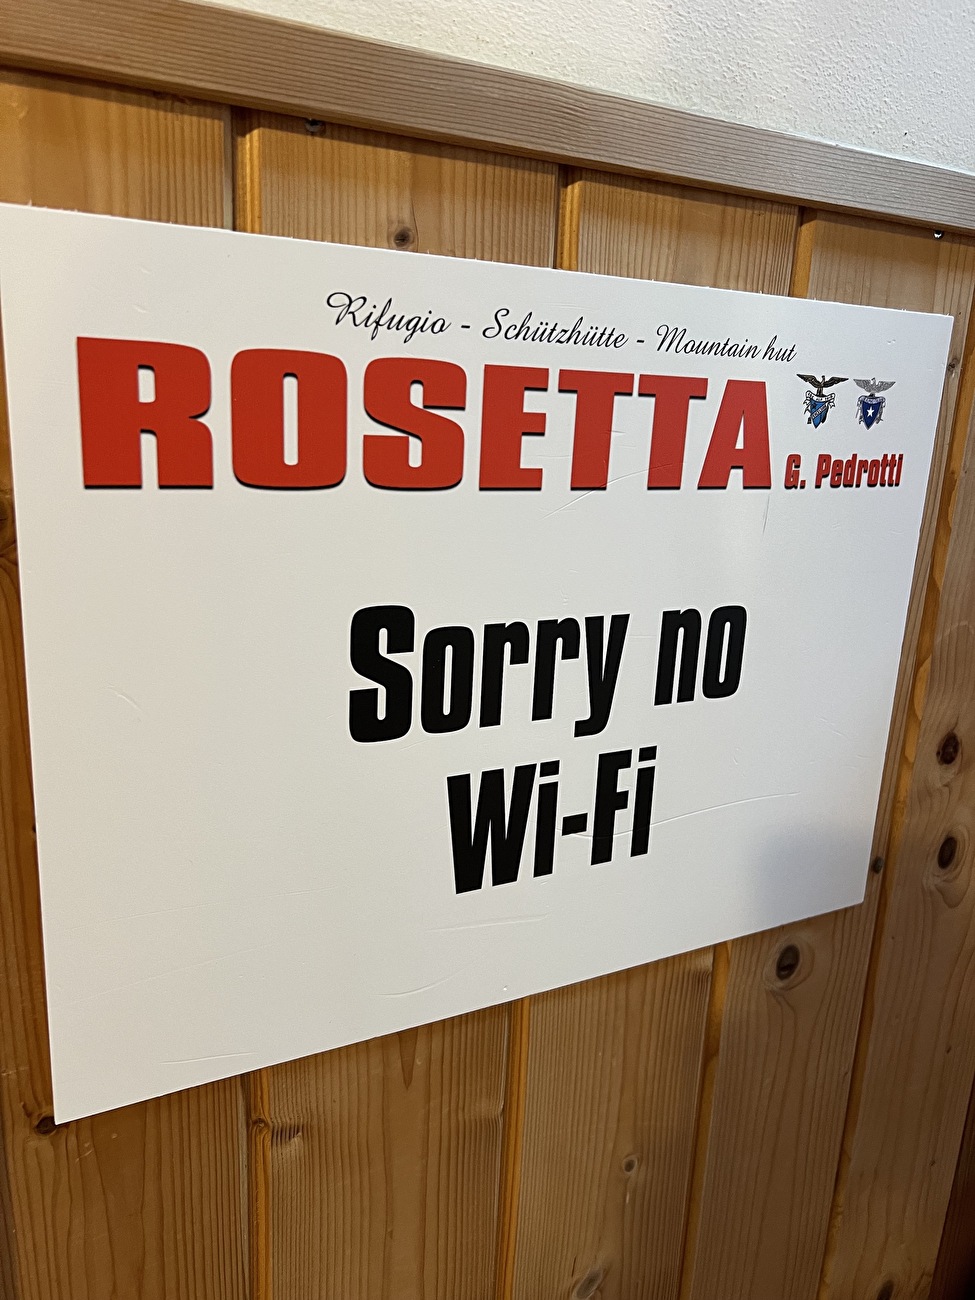 Rifugio - Schützhütte - Mountain hut
ROSETTA
G. Pedrotti
Sorry no
Wi-Fi